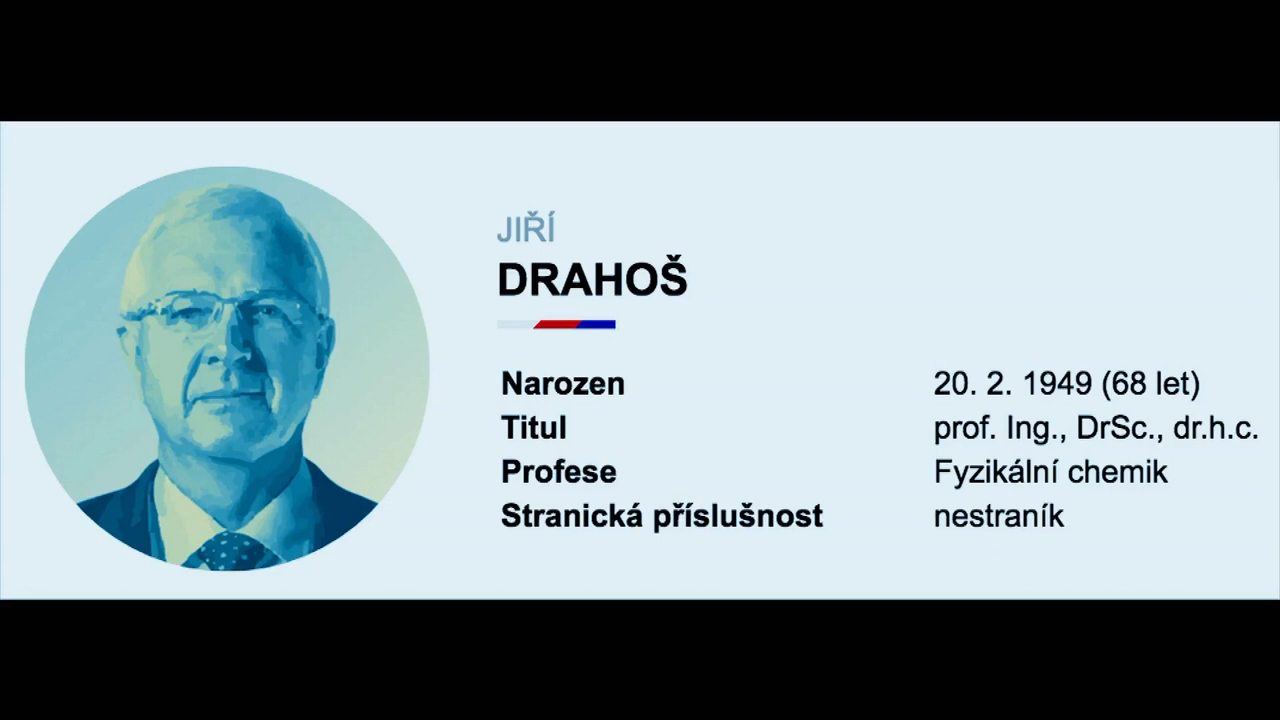 JIŘÍ
DRAHOŠ
Narozen 20. 2. 1949 (68 let)
Titul prof. Ing., DrSc., dr.h.c.
Profese Fyzikální chemik
Stranická příslušnost nestraník